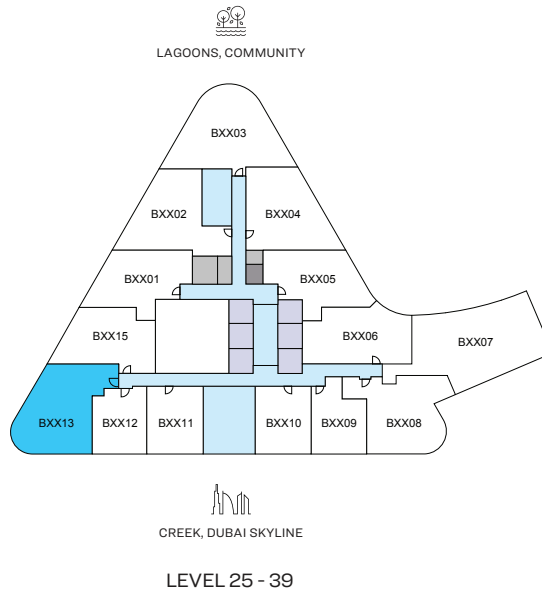 LAGOONS, COMMUNITY
BXX03
BXX02
BXX04
BXX01
BXX05
BXX15
BXX06
BXX07
BXX13
BXX12
BXX11
BXX10
BXX09
BXX08
CREEK, DUBAI SKYLINE
LEVEL 25 - 39